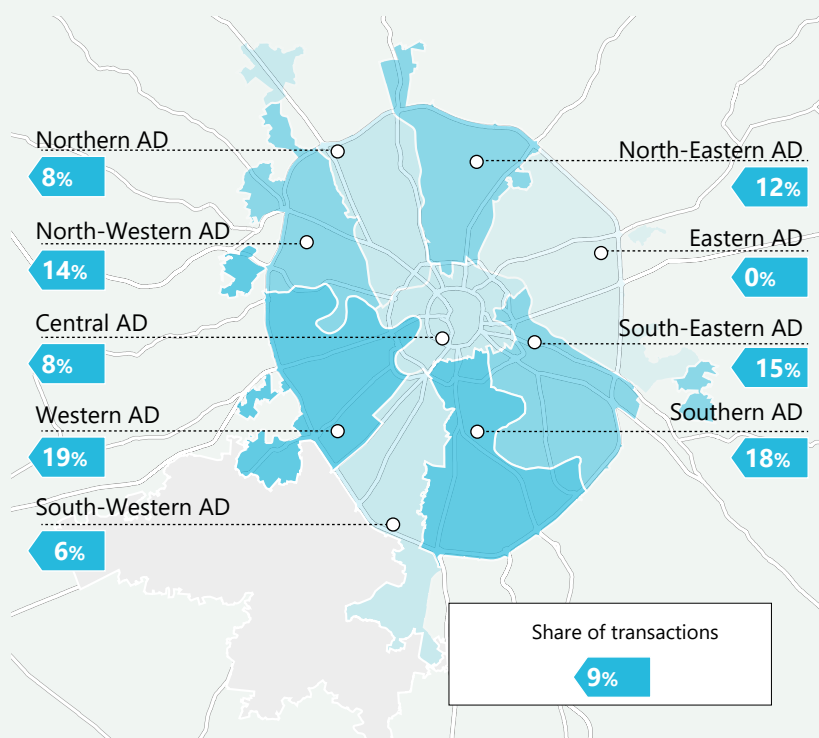 Northern AD
8%
North-Western AD
14%
Central AD
8%
Western AD
19%
South-Western AD
6%
North-Eastern AD
12%
Eastern AD
0%
South-Eastern AD
15%
Southern AD
18%
Share of transactions
9%